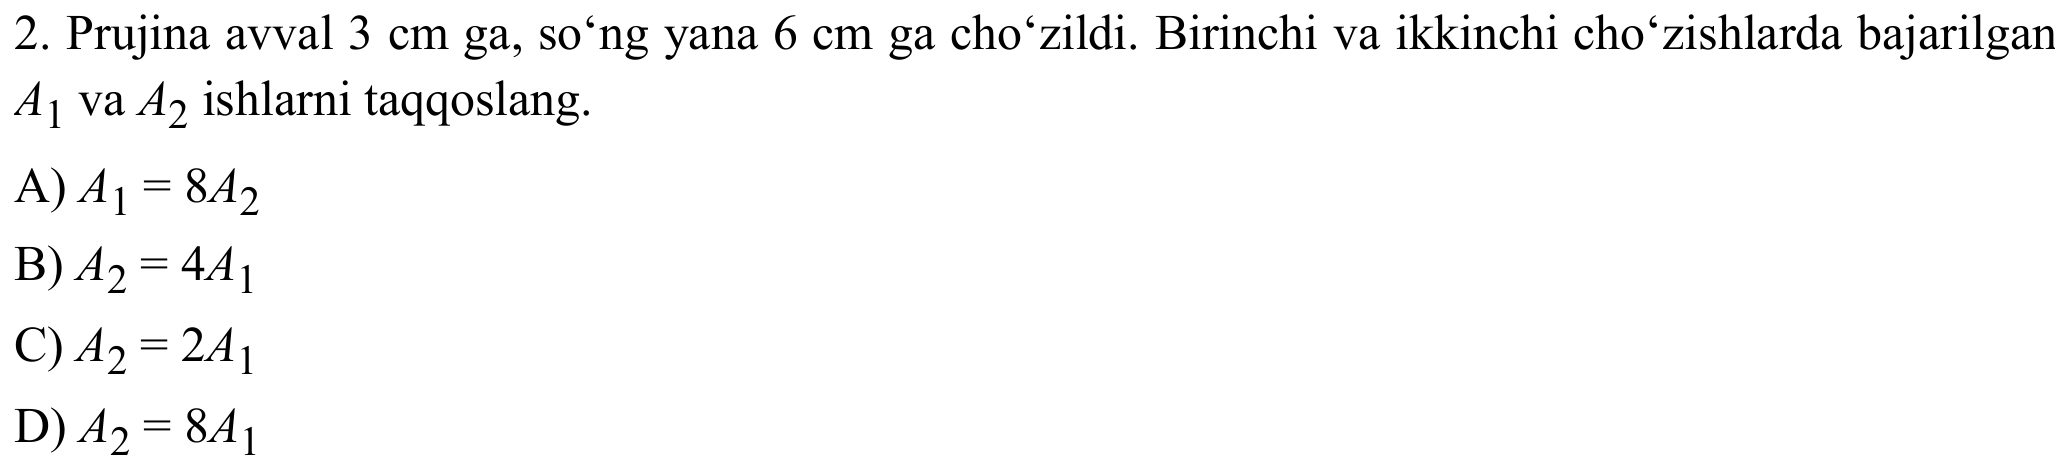 2. Prujina avval 3 cm ga, so‘ng yana 6 cm ga cho‘zildi. Birinchi va ikkinchi cho‘zishlarda bajarilgan
A₁ va A₂ ishlarni taqqoslang.
A) A₁ = 8A₂
B) A₂ = 4A₁
C) A₂ = 2A₁
D) A₂ = 8A₁